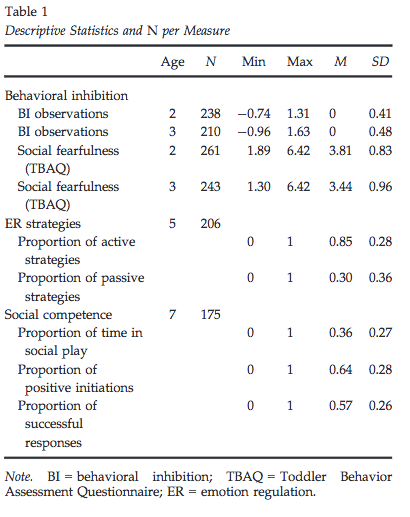 Table 1
Descriptive Statistics and N per Measure
Age N Min Max M SD
Behavioral inhibition
BI observations 2 238 −0.74 1.31 0 0.41
BI observations 3 210 −0.96 1.63 0 0.48
Social fearfulness 2 261 1.89 6.42 3.81 0.83
(TBAQ)
Social fearfulness 3 243 1.30 6.42 3.44 0.96
(TBAQ)
ER strategies 5 206
Proportion of active 0 1 0.85 0.28
strategies
Proportion of passive 0 1 0.30 0.36
strategies
Social competence 7 175
Proportion of time in 0 1 0.36 0.27
social play
Proportion of 0 1 0.64 0.28
positive initiations
Proportion of 0 1 0.57 0.26
successful
responses
Note. BI = behavioral inhibition; TBAQ = Toddler Behavior
Assessment Questionnaire; ER = emotion regulation.